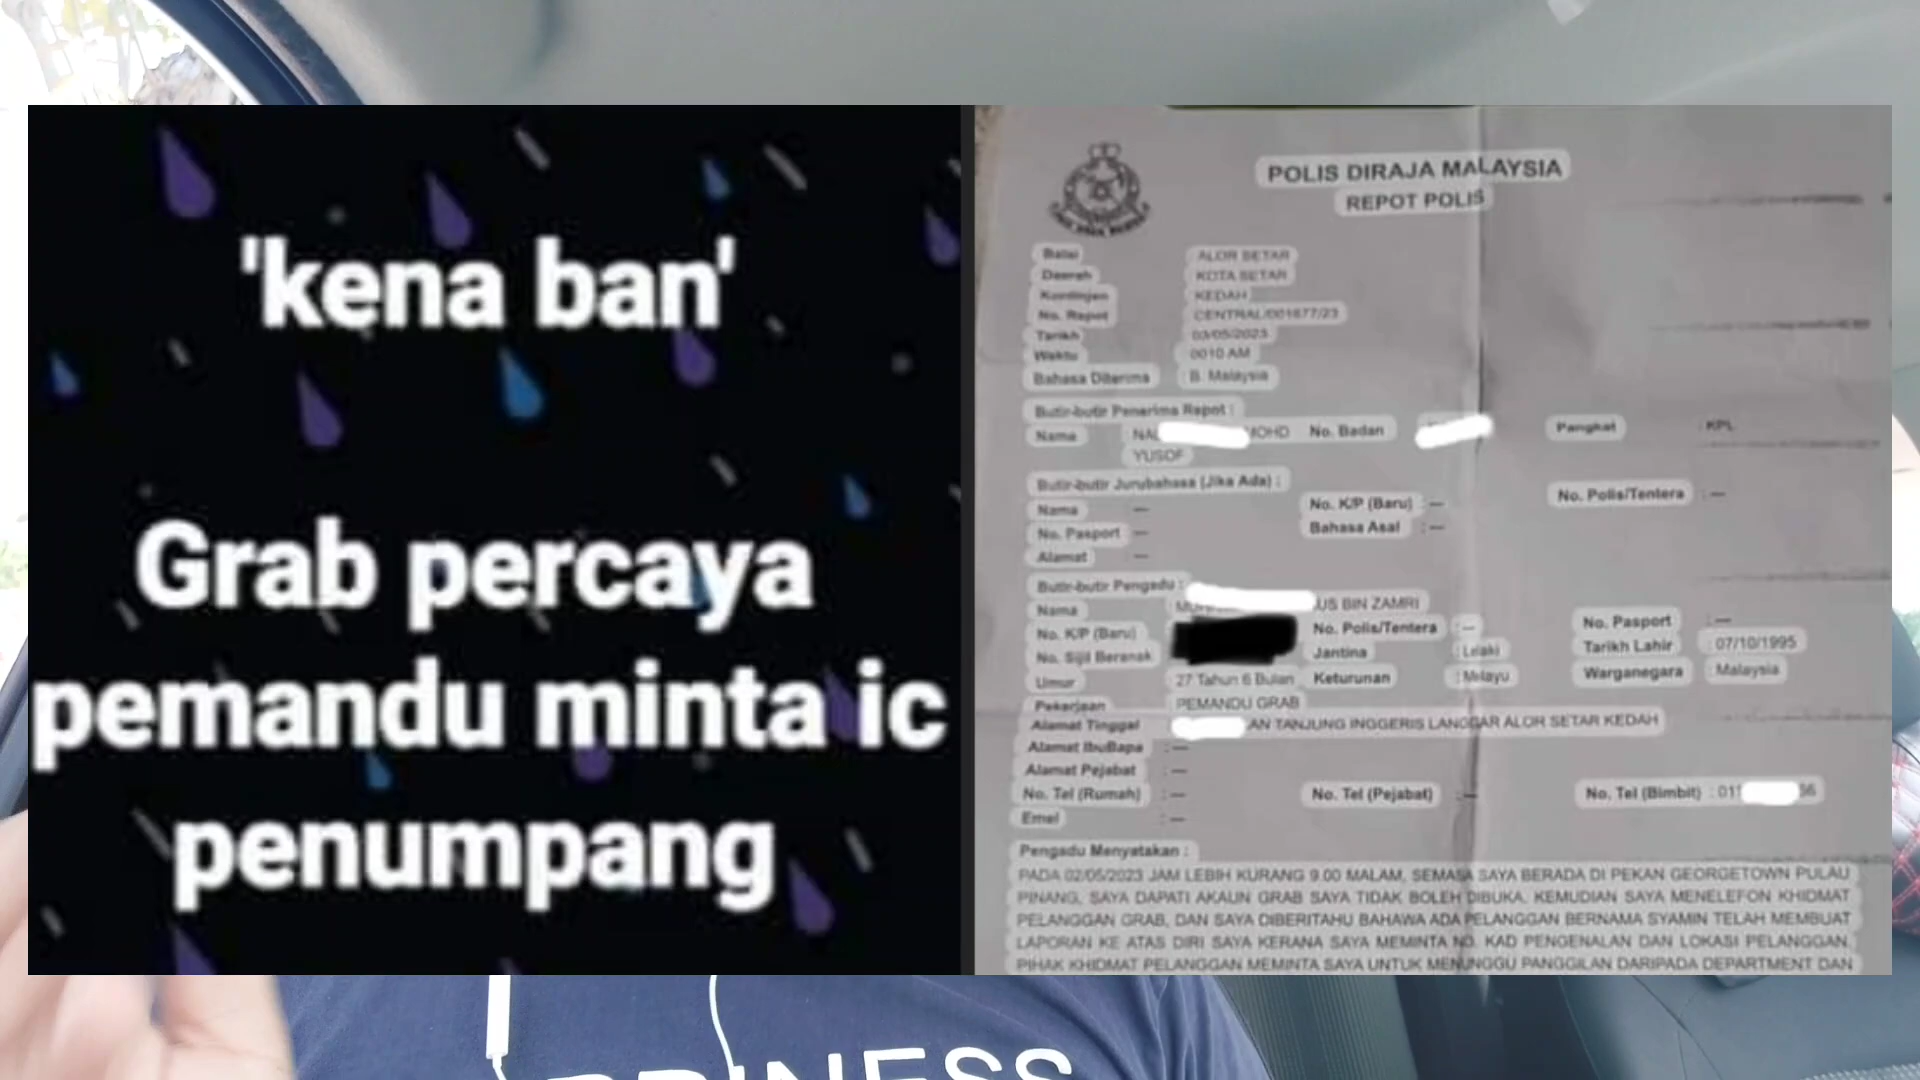 'kena ban'
Grab percaya
pemandu minta ic
penumpang
POLIS DIRAJA MALAYSIA
REPOT POLIS
Balai ALOR SETAR
Daerah KOTA SETAR
Kontinjen KEDAH
No. Repot CENTRAL/001677/23
Tarikh 03/05/2023
Waktu 0010 AM
Bahasa Diterima : B. Malaysia
Butir-butir Penerima Repot :
Nama : MOHD No. Badan Pangkat : KPL
YUSOF
Butir-butir Jurubahasa (Jika Ada) :
Nama — No. K/P (Baru) : — No. Polis/Tentera : —
No. Pasport — Bahasa Asal : —
Alamat —
Butir-butir Pengadu :
Nama US BIN ZAMRI
No. K/P (Baru) No. Polis/Tentera : — No. Pasport : —
No. Sijil Beranak Jantina : Lelaki Tarikh Lahir : 07/10/1995
Umur : 27 Tahun 6 Bulan Keturunan : Melayu Warganegara : Malaysia
Pekerjaan PEMANDU GRAB
Alamat Tinggal AN TANJUNG INGGERIS LANGGAR ALOR SETAR KEDAH
Alamat IbuBapa : —
Alamat Pejabat : —
No. Tel (Rumah) : — No. Tel (Pejabat) : — No. Tel (Bimbit) : 011 56
Emel : —
Pengadu Menyatakan :
PADA 02/05/2023 JAM LEBIH KURANG 9.00 MALAM, SEMASA SAYA BERADA DI PEKAN GEORGETOWN PULAU
PINANG, SAYA DAPATI AKAUN GRAB SAYA TIDAK BOLEH DIBUKA. KEMUDIAN SAYA MENELEFON KHIDMAT
PELANGGAN GRAB, DAN SAYA DIBERITAHU BAHAWA ADA PELANGGAN BERNAMA SYAMIN TELAH MEMBUAT
LAPORAN KE ATAS DIRI SAYA KERANA SAYA MEMINTA NO. KAD PENGENALAN DAN LOKASI PELANGGAN.
PIHAK KHIDMAT PELANGGAN MEMINTA SAYA UNTUK MENUNGGU PANGGILAN DARIPADA DEPARTMENT DAN